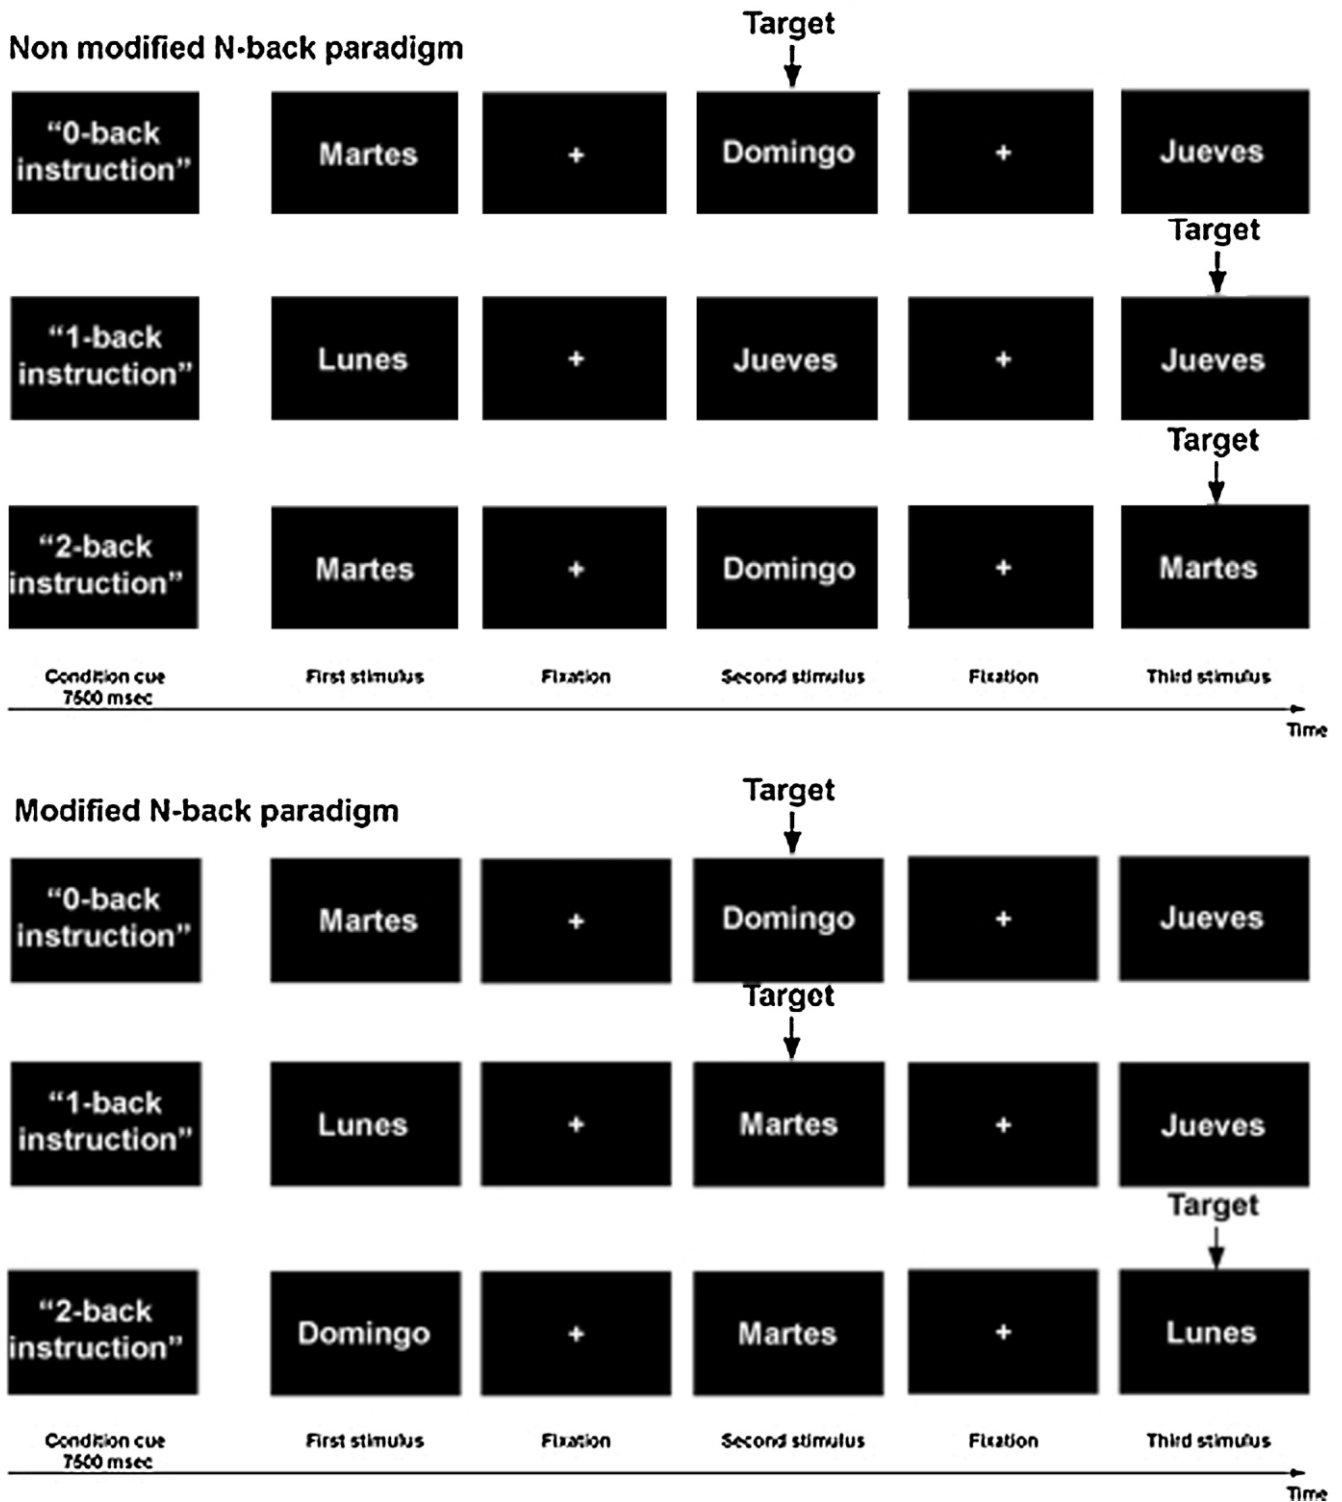 Target
Non modified N-back paradigm
“0-back
instruction”
Martes
+
Domingo
+
Jueves
Target
“1-back
instruction”
Lunes
+
Jueves
+
Jueves
Target
“2-back
instruction”
Martes
+
Domingo
+
Martes
Condition cue
7500 msec
First stimulus
Fixation
Second stimulus
Fixation
Third stimulus
Time
Target
Modified N-back paradigm
“0-back
instruction”
Martes
+
Domingo
+
Jueves
Target
“1-back
instruction”
Lunes
+
Martes
+
Jueves
Target
“2-back
instruction”
Domingo
+
Martes
+
Lunes
Condition cue
7500 msec
First stimulus
Fixation
Second stimulus
Fixation
Third stimulus
Time